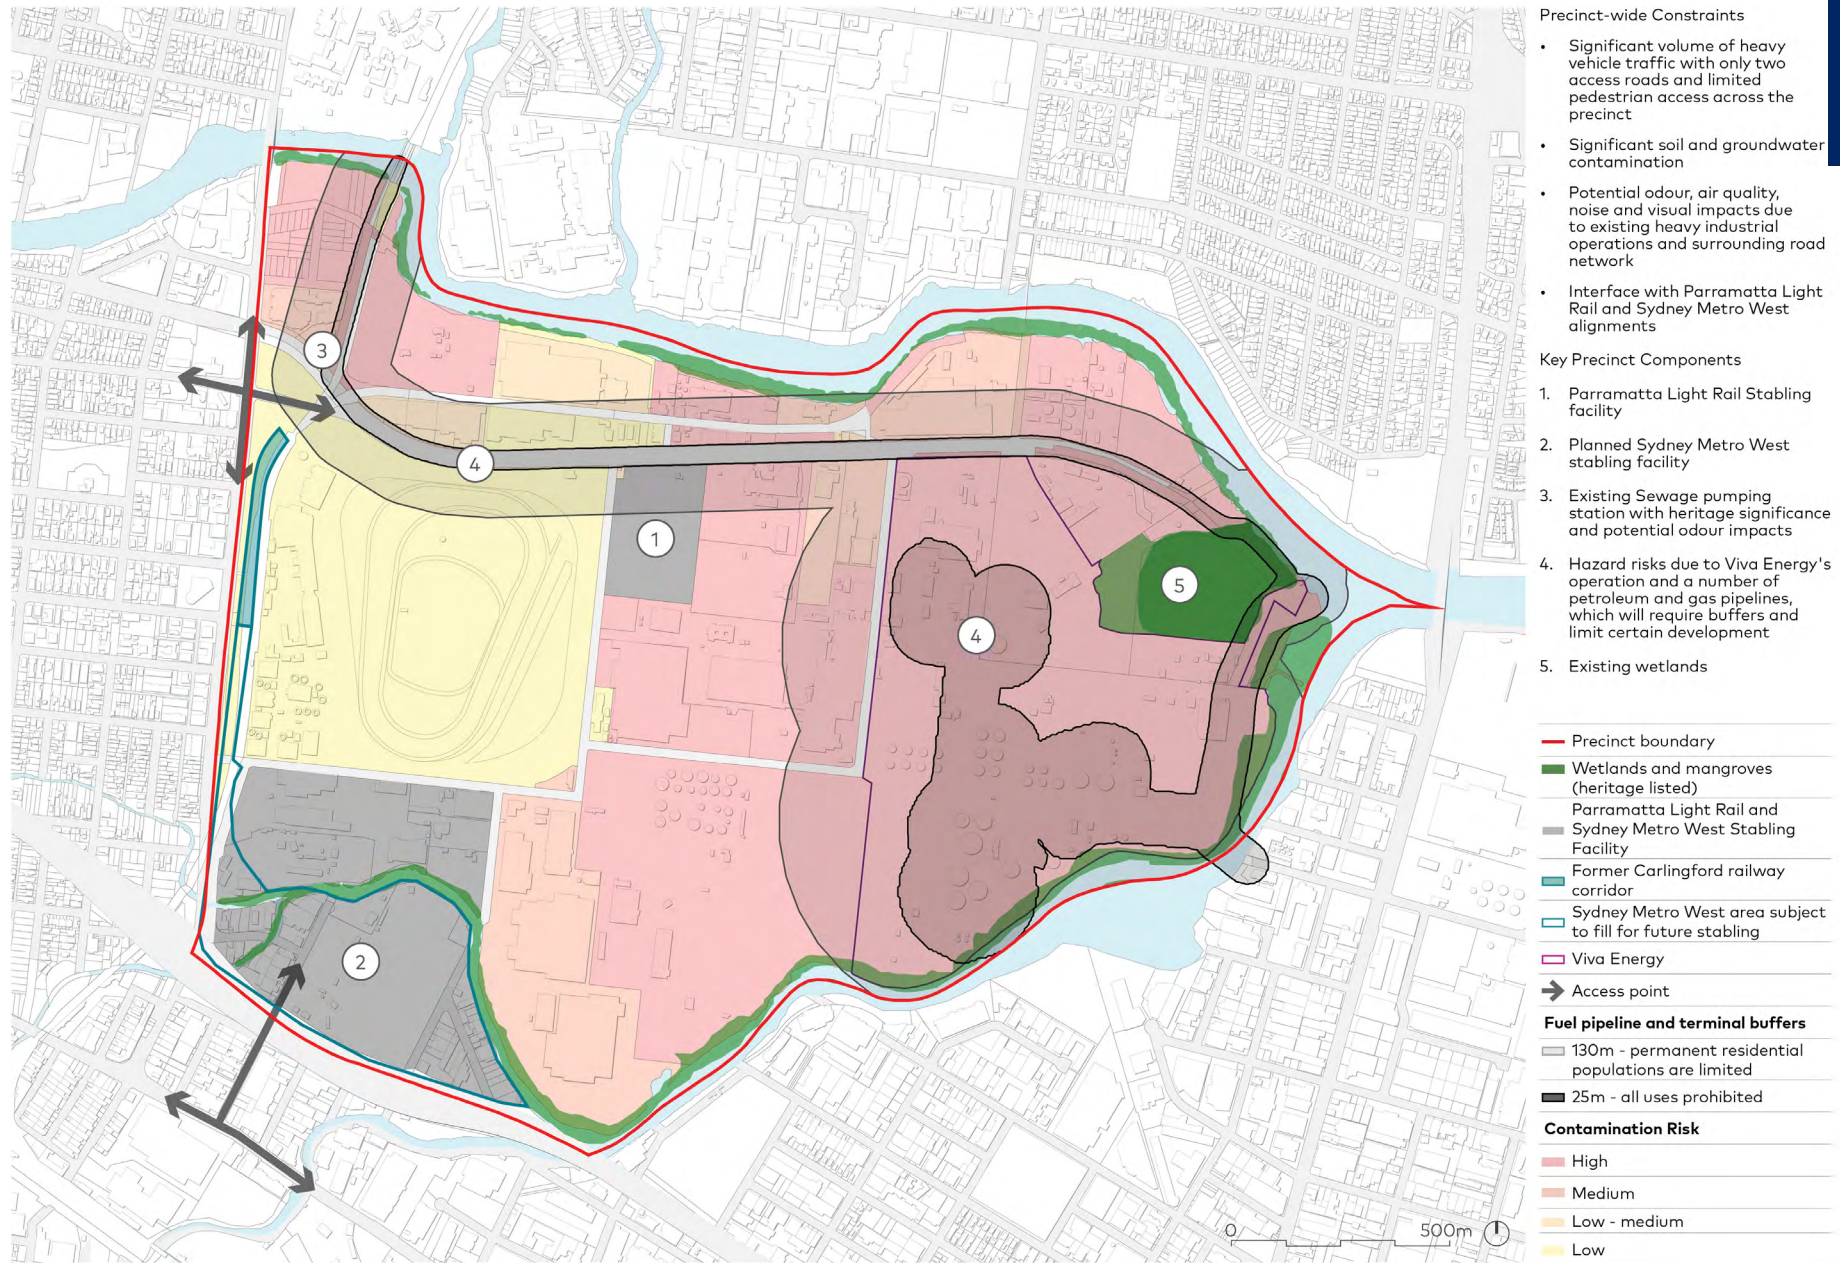 Precinct-wide Constraints
• Significant volume of heavy
vehicle traffic with only two
access roads and limited
pedestrian access across the
precinct
• Significant soil and groundwater
contamination
• Potential odour, air quality,
noise and visual impacts due
to existing heavy industrial
operations and surrounding road
network
• Interface with Parramatta Light
Rail and Sydney Metro West
alignments
Key Precinct Components
1. Parramatta Light Rail Stabling
facility
2. Planned Sydney Metro West
stabling facility
3. Existing Sewage pumping
station with heritage significance
and potential odour impacts
4. Hazard risks due to Viva Energy's
operation and a number of
petroleum and gas pipelines,
which will require buffers and
limit certain development
5. Existing wetlands
Precinct boundary
Wetlands and mangroves
(heritage listed)
Parramatta Light Rail and
Sydney Metro West Stabling
Facility
Former Carlingford railway
corridor
Sydney Metro West area subject
to fill for future stabling
Viva Energy
Access point
Fuel pipeline and terminal buffers
130m - permanent residential
populations are limited
25m - all uses prohibited
Contamination Risk
High
Medium
Low - medium
Low
3
4
1
5
4
2
0 500m